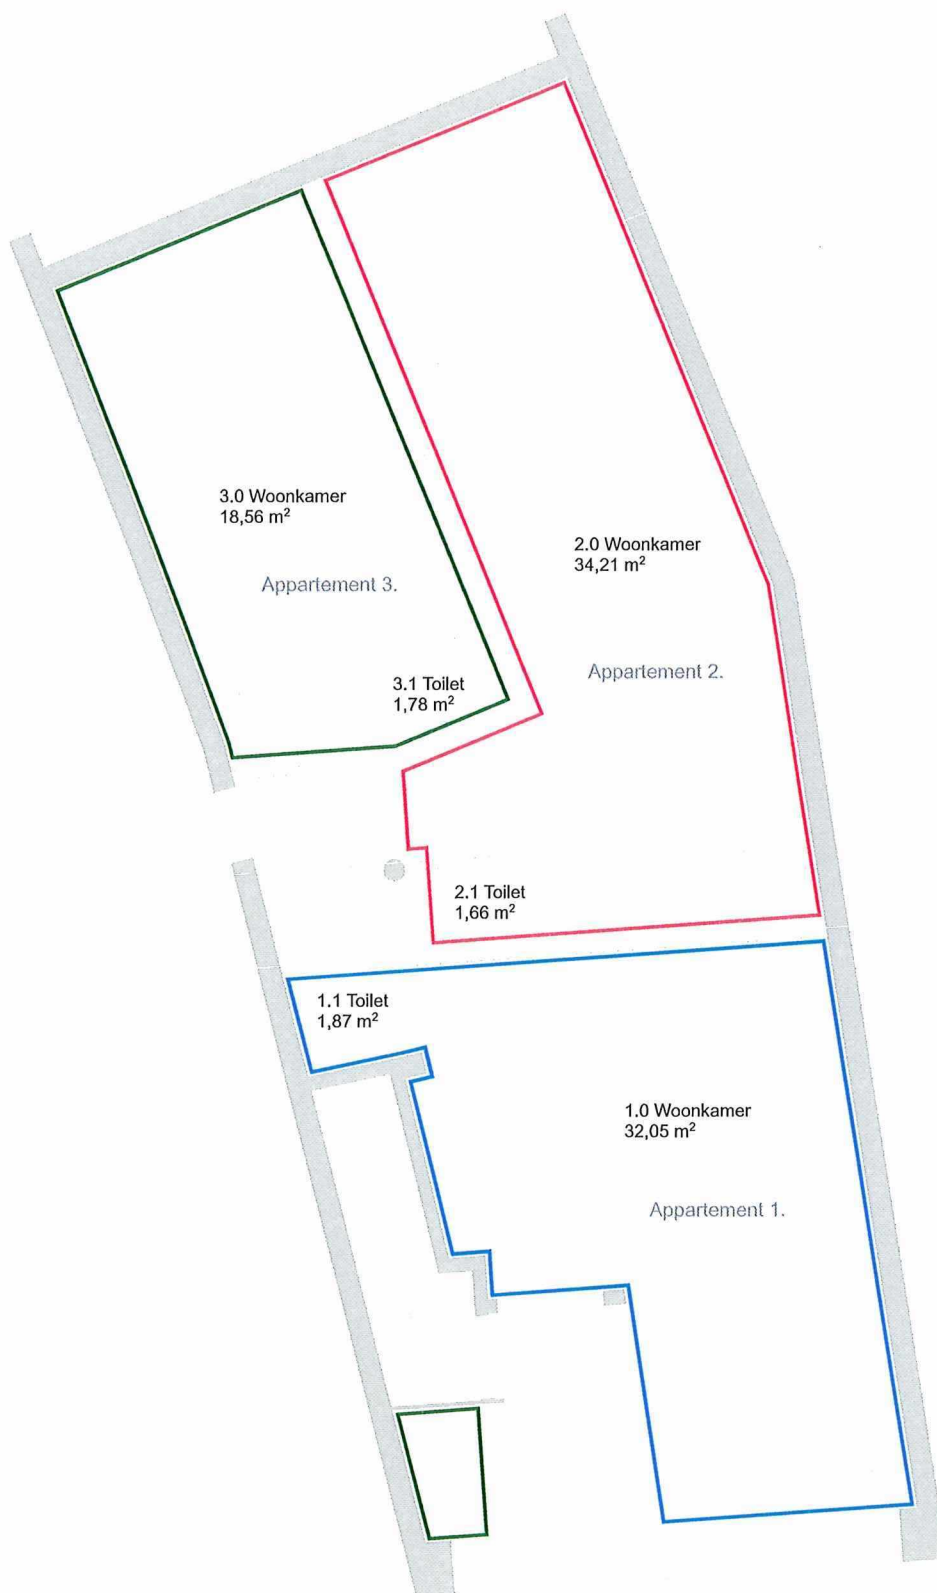 3.0 Woonkamer
18,56 m²
Appartement 3.
2.0 Woonkamer
34,21 m²
Appartement 2.
3.1 Toilet
1,78 m²
2.1 Toilet
1,66 m²
1.1 Toilet
1,87 m²
1.0 Woonkamer
32,05 m²
Appartement 1.